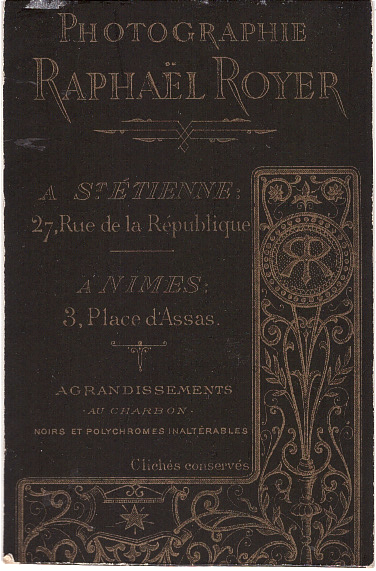 PHOTOGRAPHIE
RAPHAËL ROYER
A ST ÉTIENNE:
27, Rue de la République
A NIMES:
3, Place d'Assas.
AGRANDISSEMENTS
- AU CHARBON -
NOIRS ET POLYCHROMES INALTÉRABLES
Clichés conservés
RR